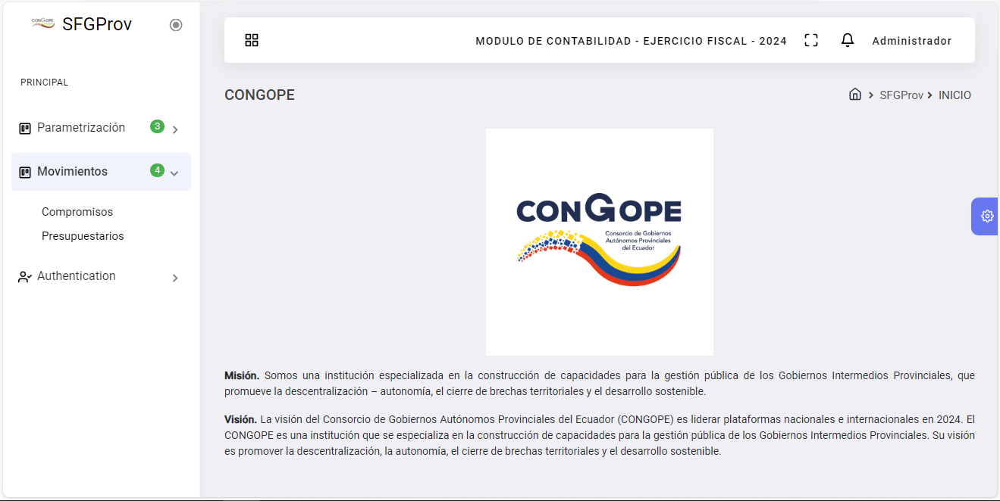 CONGOPE SFGProv
MODULO DE CONTABILIDAD - EJERCICIO FISCAL - 2024 Administrador
PRINCIPAL
CONGOPE
SFGProv INICIO
Parametrización 3
Movimientos 4
Compromisos
Presupuestarios
Authentication
CONGOPE
Consorcio de Gobiernos
Autónomos Provinciales
del Ecuador
Misión. Somos una institución especializada en la construcción de capacidades para la gestión pública de los Gobiernos Intermedios Provinciales, que
promueve la descentralización – autonomía, el cierre de brechas territoriales y el desarrollo sostenible.
Visión. La visión del Consorcio de Gobiernos Autónomos Provinciales del Ecuador (CONGOPE) es liderar plataformas nacionales e internacionales en 2024. El
CONGOPE es una institución que se especializa en la construcción de capacidades para la gestión pública de los Gobiernos Intermedios Provinciales. Su visión
es promover la descentralización, la autonomía, el cierre de brechas territoriales y el desarrollo sostenible.